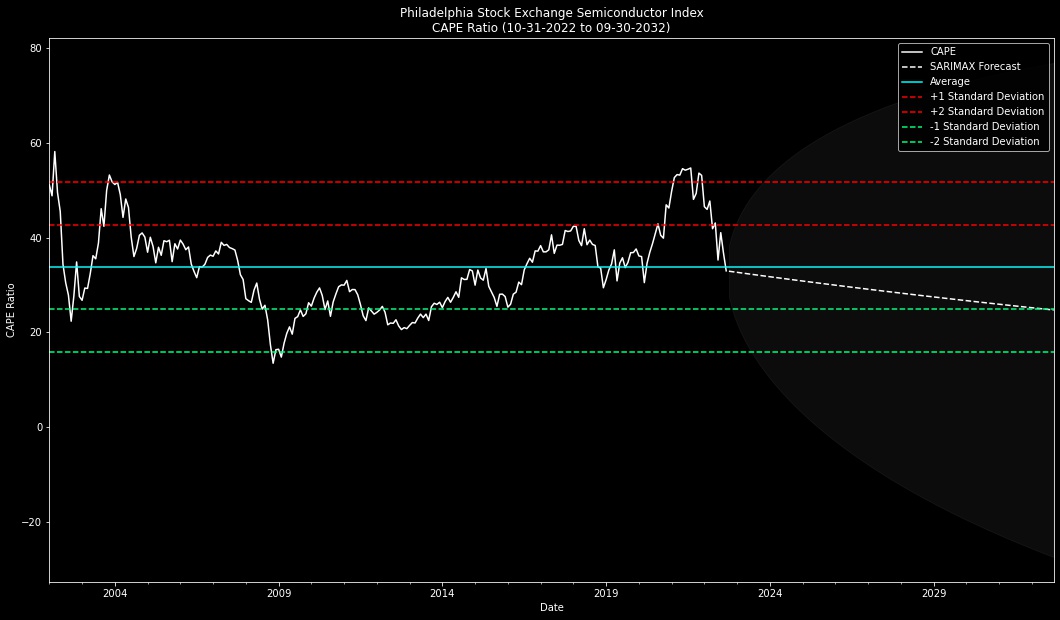 Philadelphia Stock Exchange Semiconductor Index
CAPE Ratio (10-31-2022 to 09-30-2032)
CAPE
SARIMAX Forecast
Average
+1 Standard Deviation
+2 Standard Deviation
-1 Standard Deviation
-2 Standard Deviation
80
60
40
20
0
−20
CAPE Ratio
2004
2009
2014
2019
2024
2029
Date